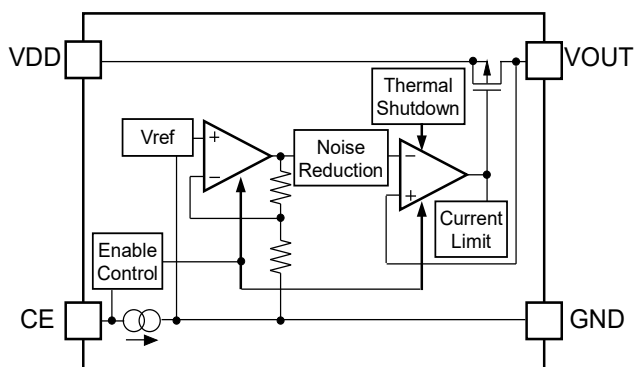 VDD
VOUT
Thermal
Shutdown
Vref
+
−
Noise
Reduction
−
+
Current
Limit
Enable
Control
CE
GND